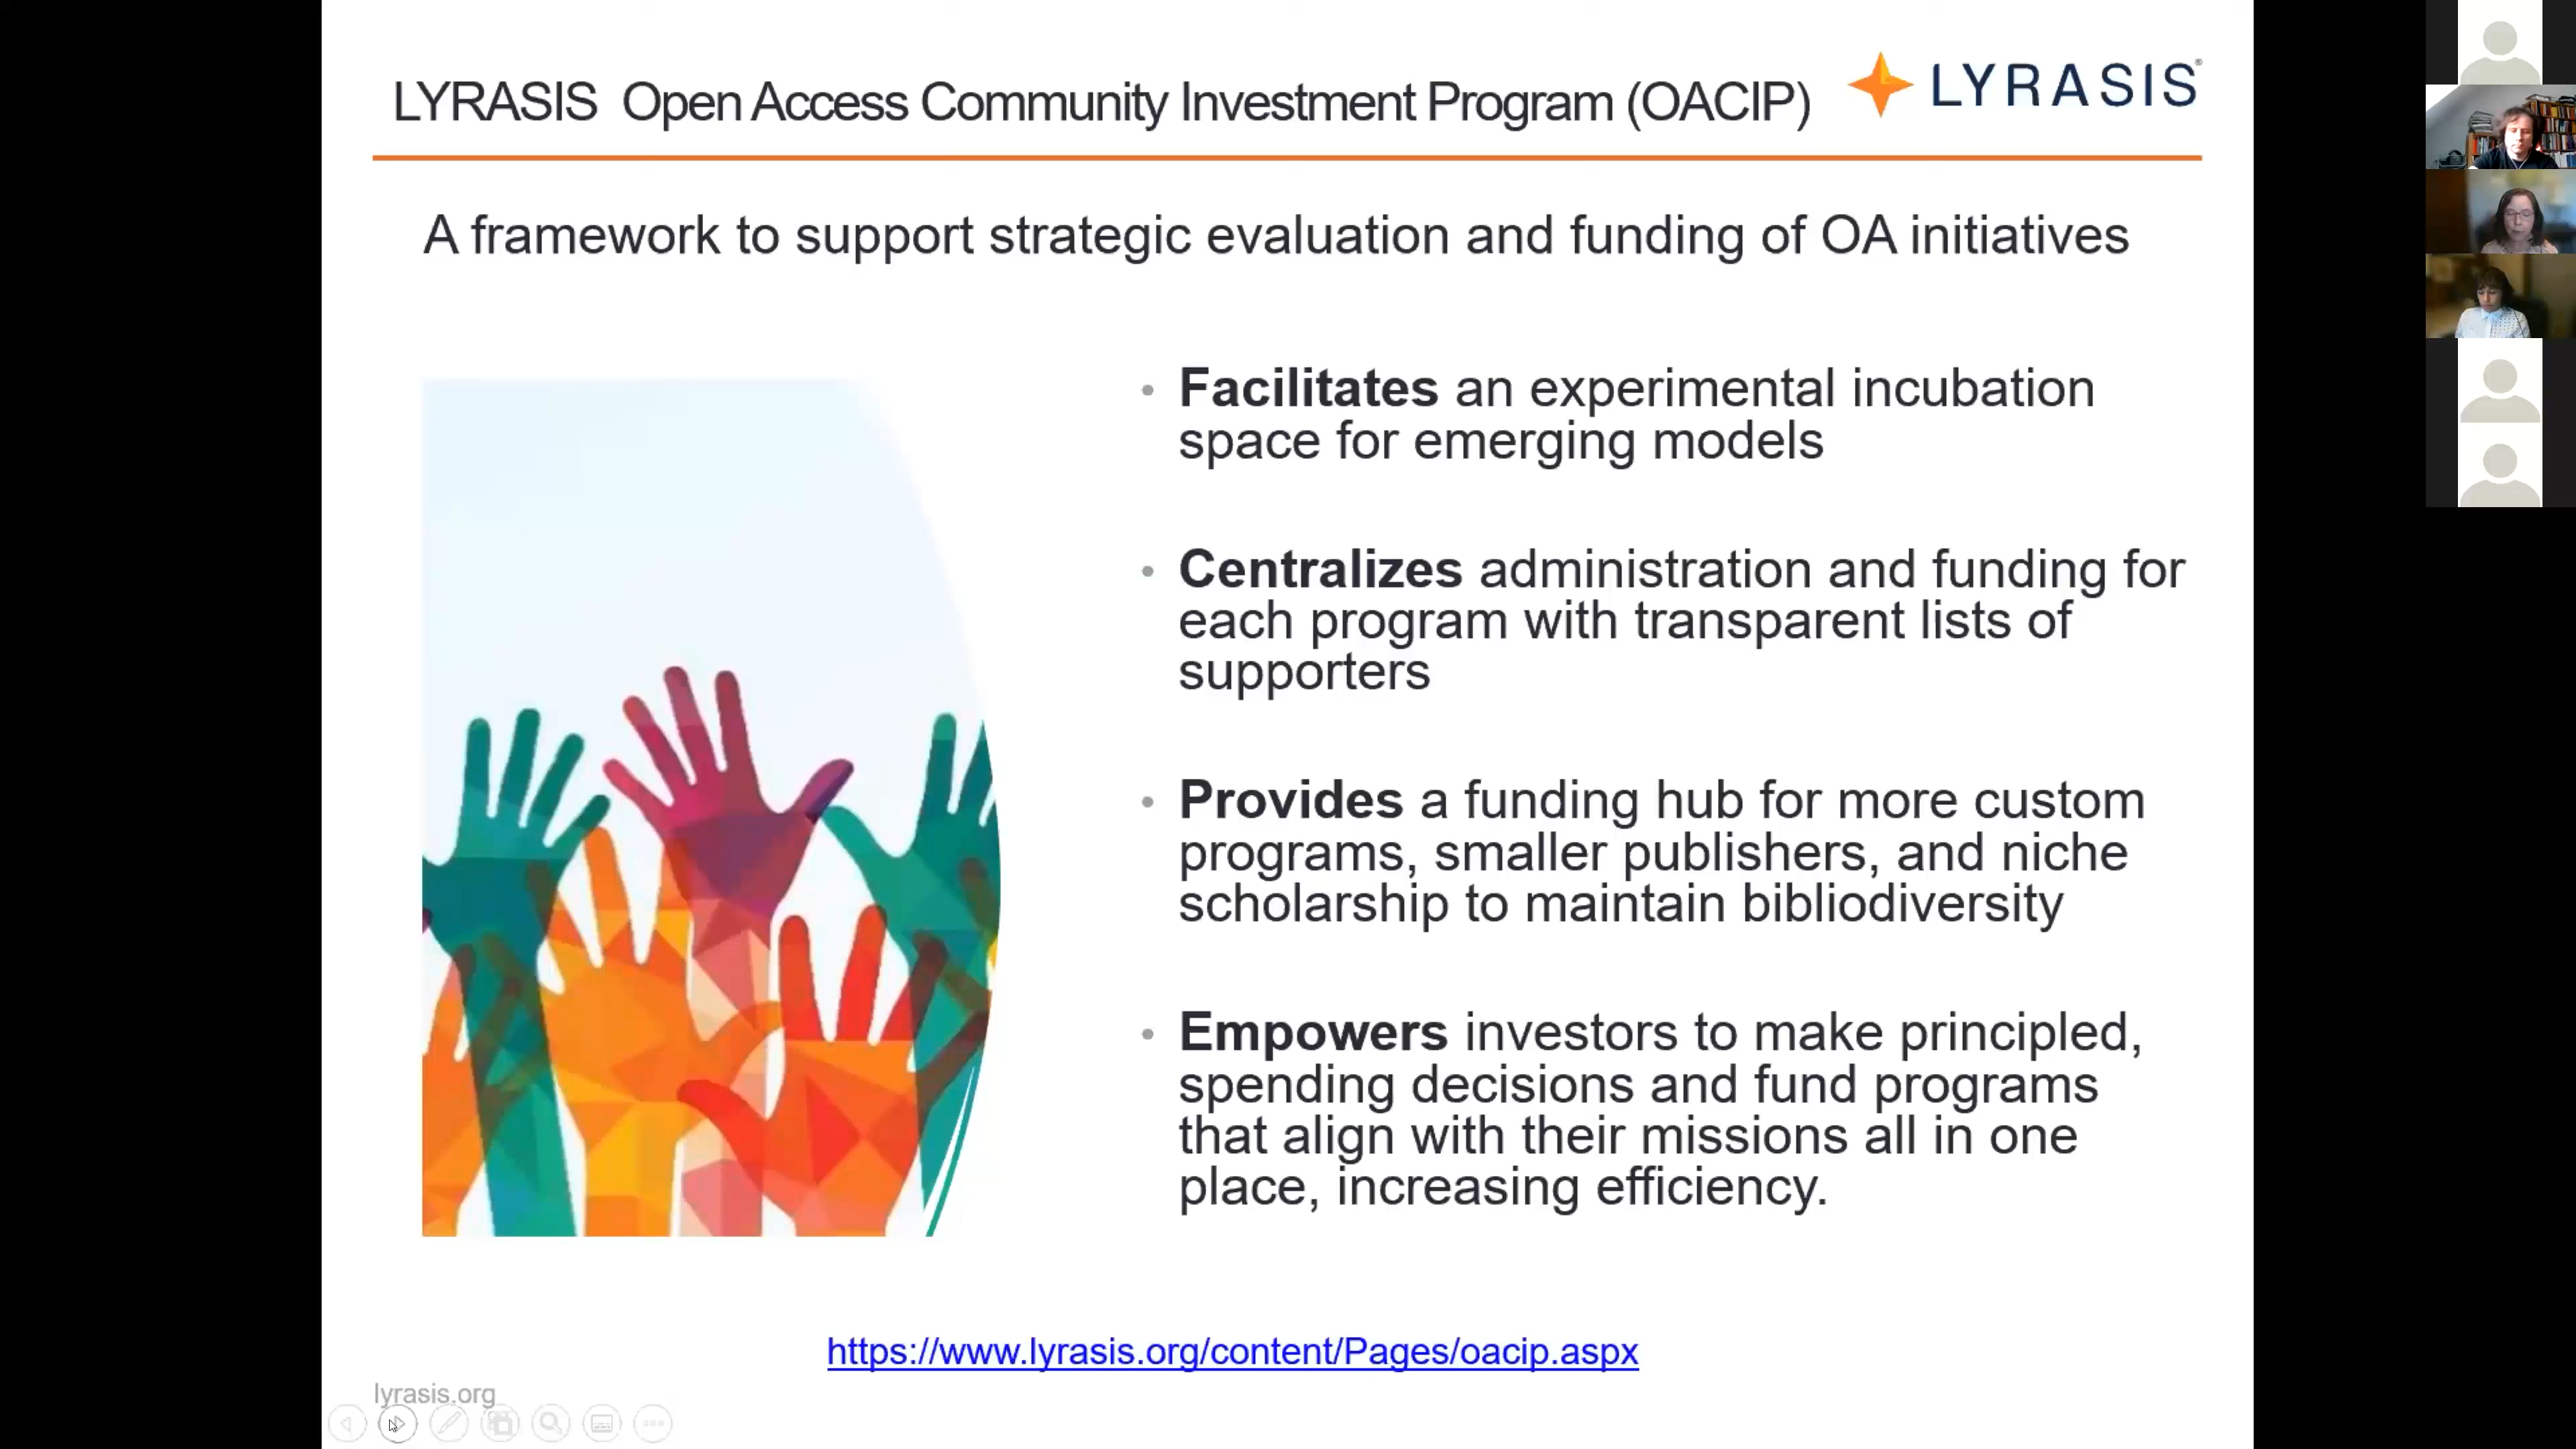 LYRASIS Open Access Community Investment Program (OACIP)
LYRASIS®
A framework to support strategic evaluation and funding of OA initiatives
• Facilitates an experimental incubation
space for emerging models
• Centralizes administration and funding for
each program with transparent lists of
supporters
• Provides a funding hub for more custom
programs, smaller publishers, and niche
scholarship to maintain bibliodiversity
• Empowers investors to make principled,
spending decisions and fund programs
that align with their missions all in one
place, increasing efficiency.
https://www.lyrasis.org/content/Pages/oacip.aspx
lyrasis.org